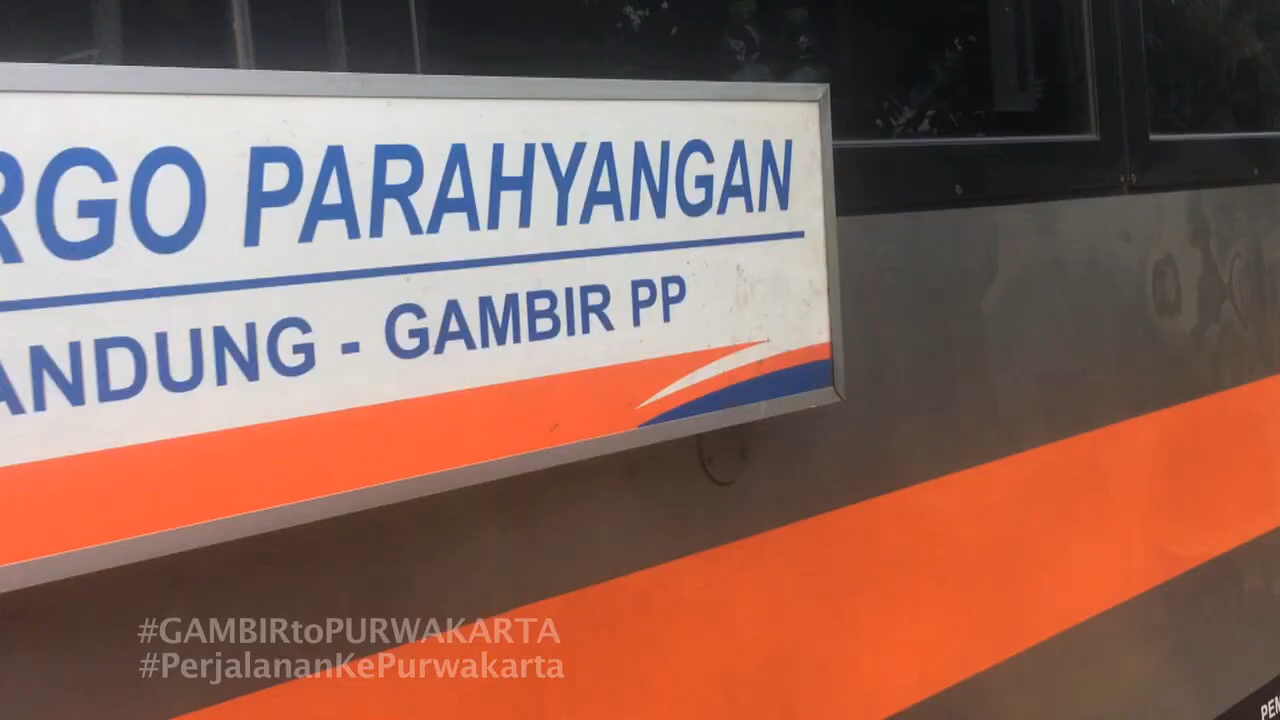 RGO PARAHYANGAN
ANDUNG - GAMBIR PP
#GAMBIRtoPURWAKARTA
#PerjalananKePurwakarta